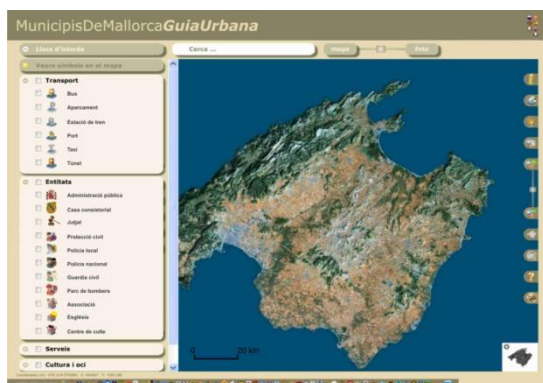 MunicipisDeMallorcaGuiaUrbana
Llocs d'interès
Cerca ...
mapa
foto
Veure símbols en el mapa
Transport
Bus
Aparcament
Estació de tren
Port
Taxi
Túnel
Entitats
Administració pública
Casa consistorial
Jutjat
Protecció civil
Policia local
Policia nacional
Guardia civil
Parc de bombers
Associació
Església
Centre de culte
Serveis
Cultura i oci
0 20 km
?